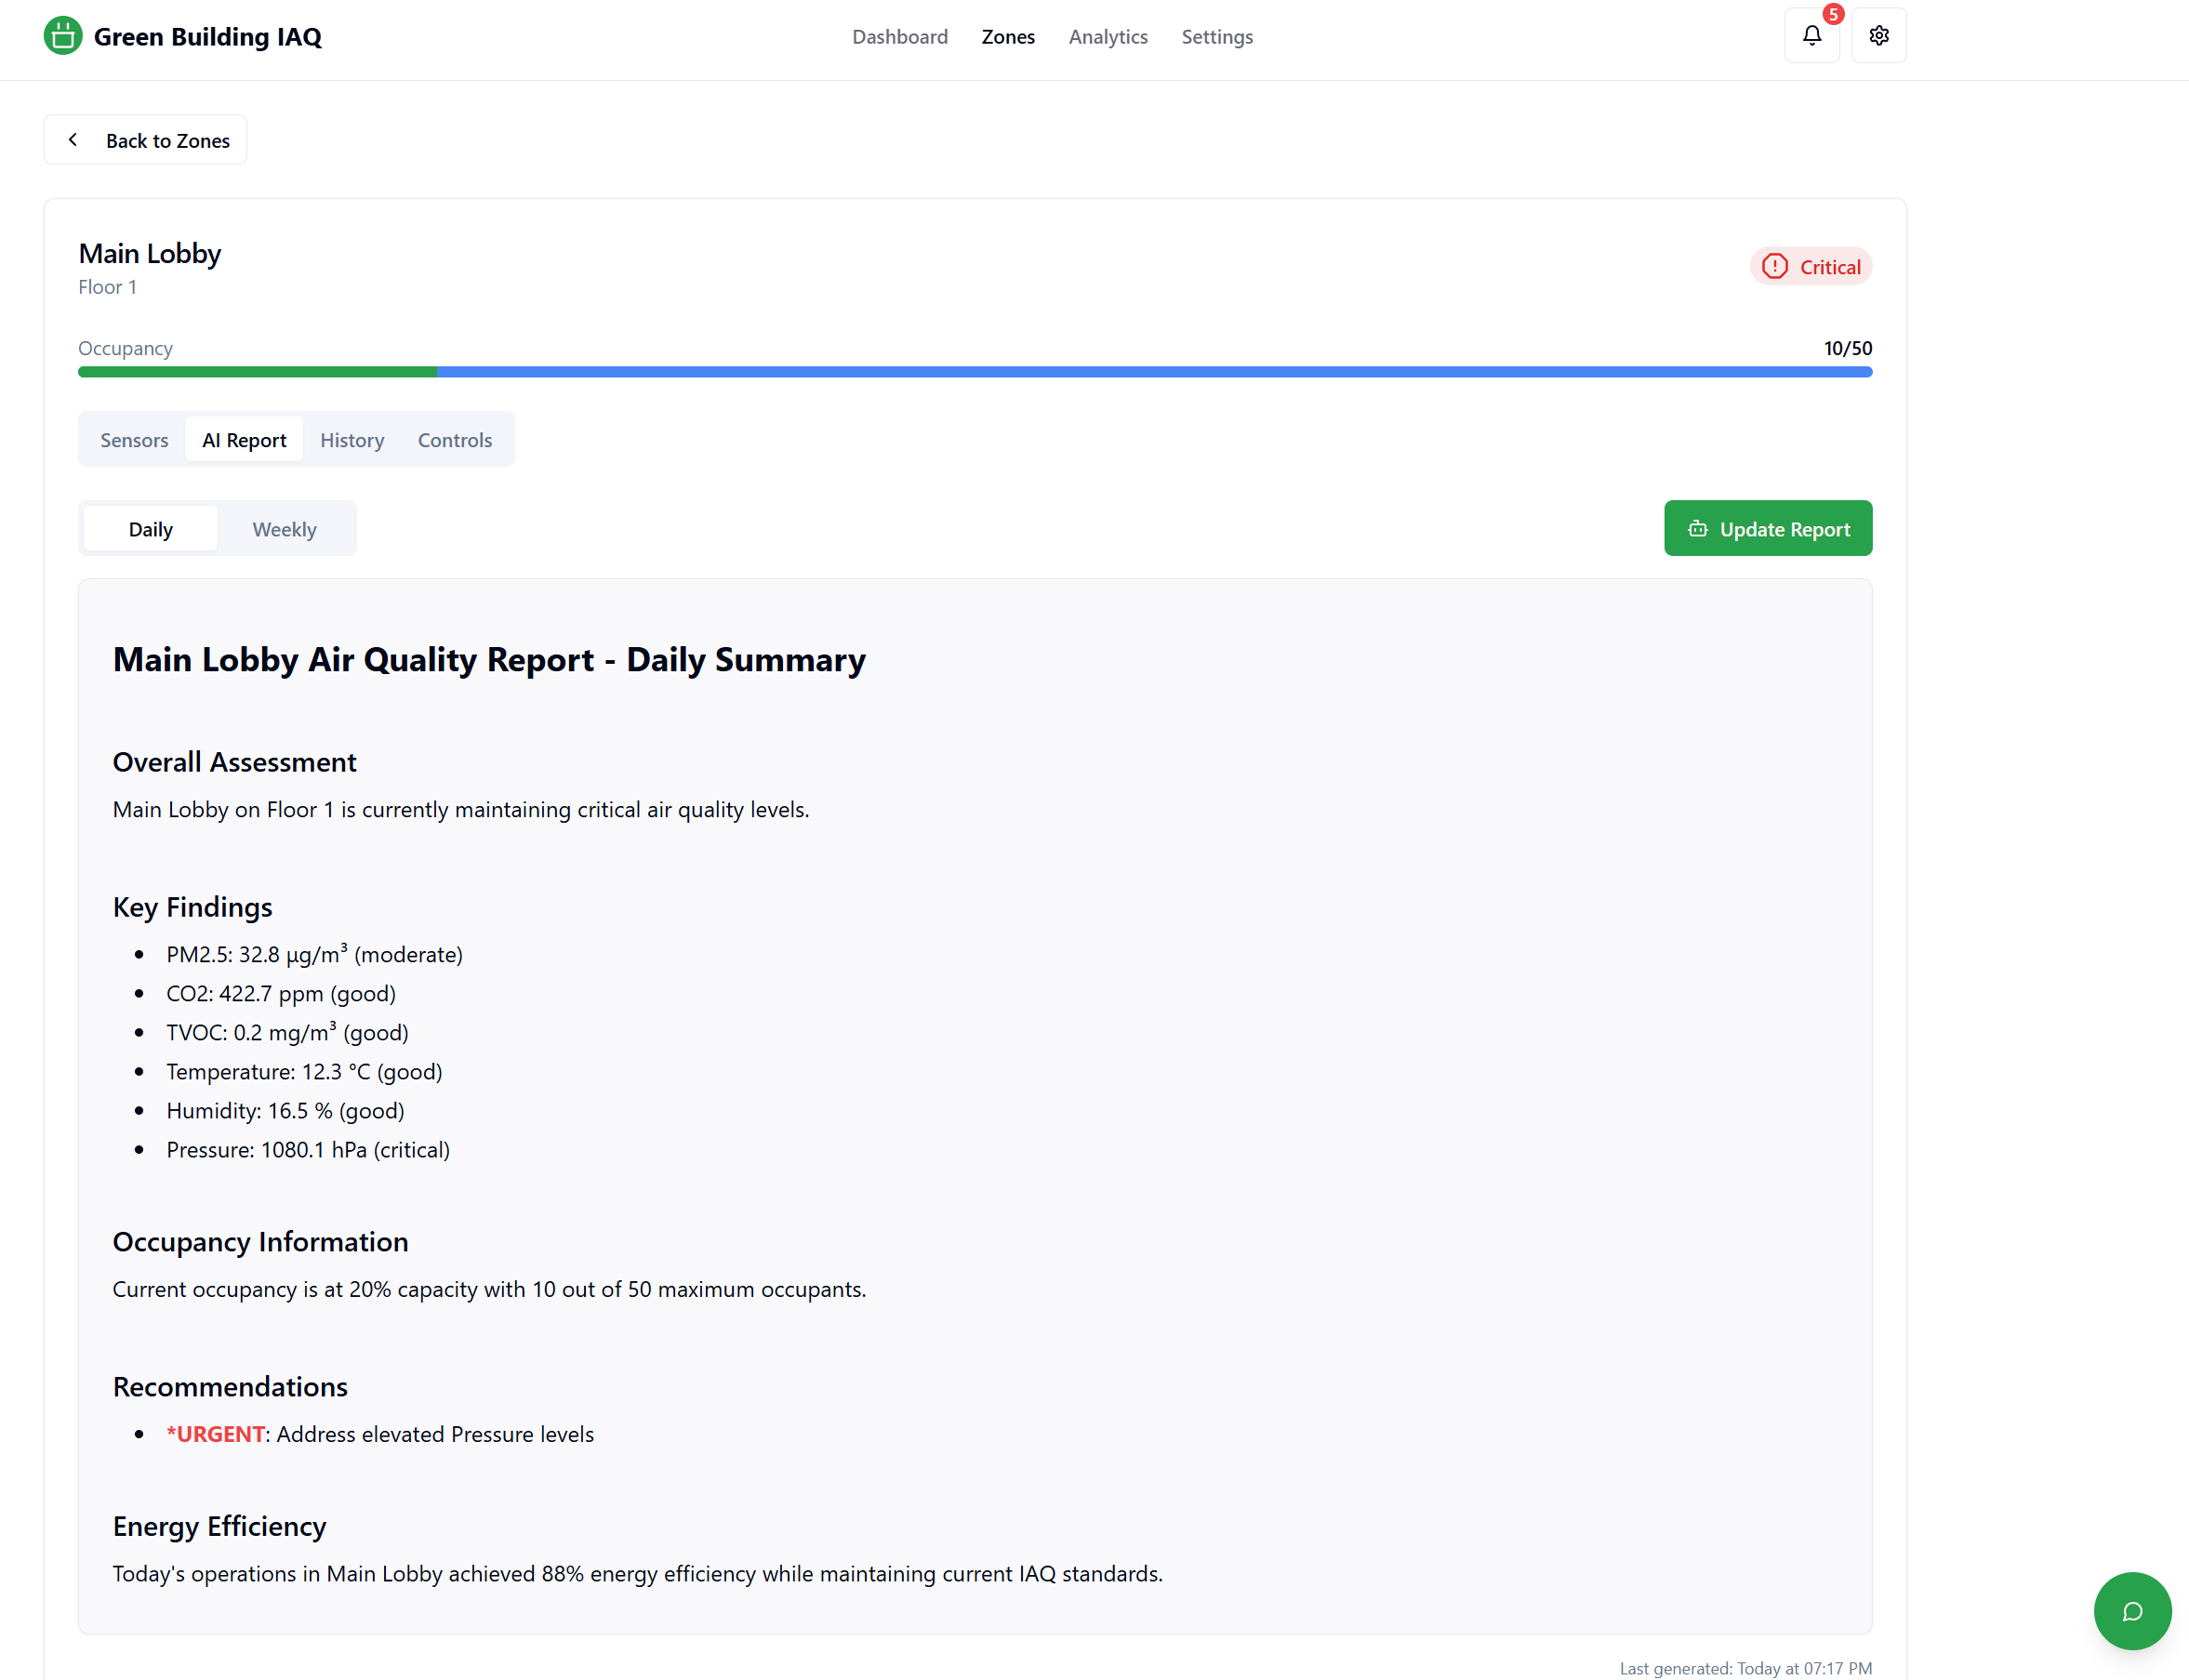 Green Building IAQ
Dashboard Zones Analytics Settings
5
Back to Zones
Main Lobby
Floor 1
Critical
Occupancy
10/50
Sensors AI Report History Controls
Daily Weekly
Update Report
Main Lobby Air Quality Report - Daily Summary
Overall Assessment
Main Lobby on Floor 1 is currently maintaining critical air quality levels.
Key Findings
PM2.5: 32.8 µg/m³ (moderate)
CO2: 422.7 ppm (good)
TVOC: 0.2 mg/m³ (good)
Temperature: 12.3 °C (good)
Humidity: 16.5 % (good)
Pressure: 1080.1 hPa (critical)
Occupancy Information
Current occupancy is at 20% capacity with 10 out of 50 maximum occupants.
Recommendations
*URGENT: Address elevated Pressure levels
Energy Efficiency
Today's operations in Main Lobby achieved 88% energy efficiency while maintaining current IAQ standards.
Last generated: Today at 07:17 PM